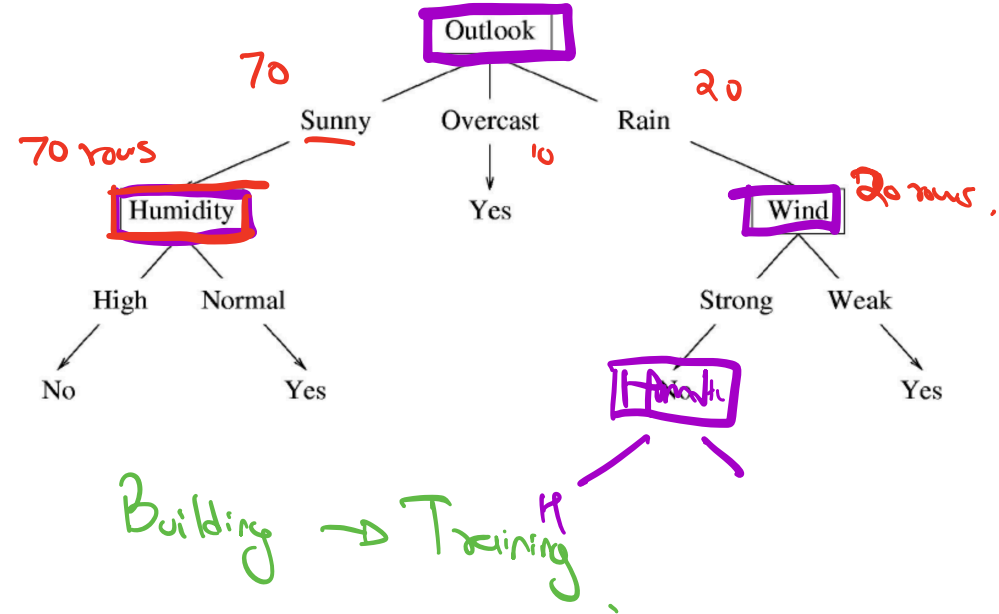 Outlook
70
20
Sunny Overcast Rain
10
70 rows
20 rows.
Humidity Yes Wind
High Normal Strong Weak
No Yes Yes
H
Building → Training